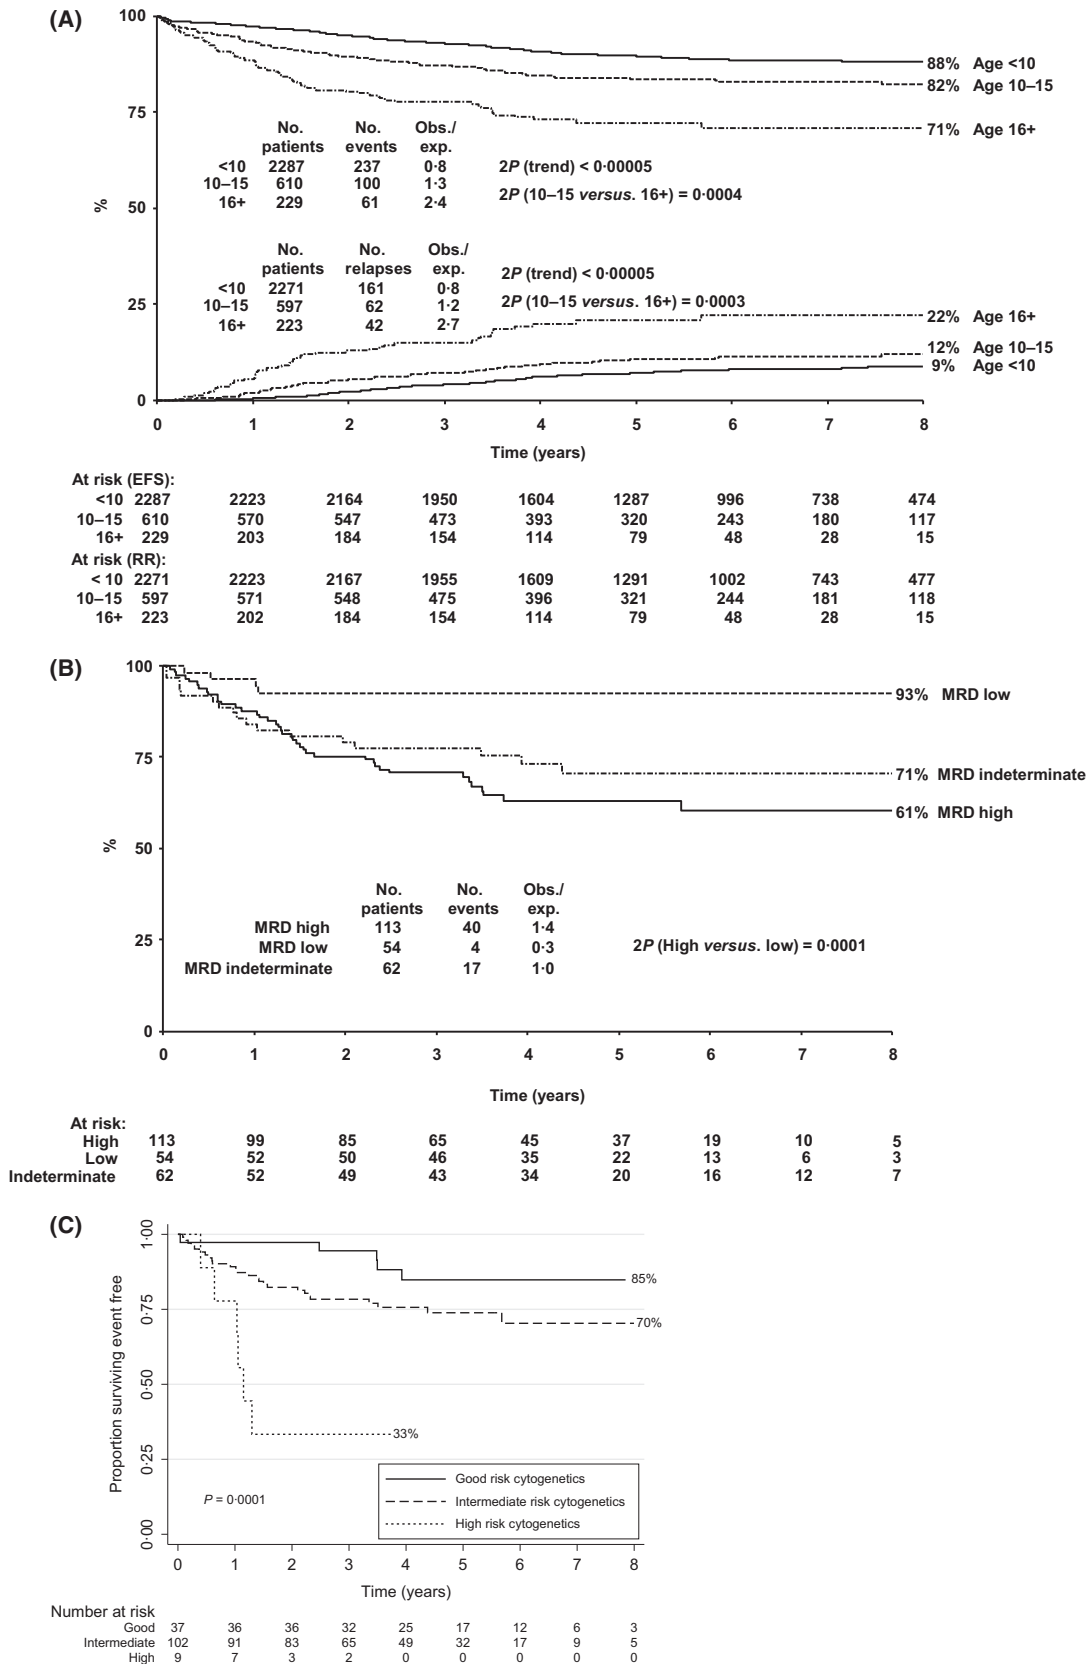 (A)
100
75
50
25
0
%
88% Age <10
82% Age 10–15
71% Age 16+
No. patients No. events Obs./ exp.
<10 2287 237 0·8
10–15 610 100 1·3
16+ 229 61 2·4
2P (trend) < 0·00005
2P (10–15 versus. 16+) = 0·0004
No. patients No. relapses Obs./ exp.
<10 2271 161 0·8
10–15 597 62 1·2
16+ 223 42 2·7
2P (trend) < 0·00005
2P (10–15 versus. 16+) = 0·0003
22% Age 16+
12% Age 10–15
9% Age <10
0 1 2 3 4 5 6 7 8
Time (years)
At risk (EFS):
<10 2287 2223 2164 1950 1604 1287 996 738 474
10–15 610 570 547 473 393 320 243 180 117
16+ 229 203 184 154 114 79 48 28 15
At risk (RR):
< 10 2271 2223 2167 1955 1609 1291 1002 743 477
10–15 597 571 548 475 396 321 244 181 118
16+ 223 202 184 154 114 79 48 28 15
(B)
100
75
50
25
0
%
93% MRD low
71% MRD indeterminate
61% MRD high
No. patients No. events Obs./ exp.
MRD high 113 40 1·4
MRD low 54 4 0·3
MRD indeterminate 62 17 1·0
2P (High versus. low) = 0·0001
0 1 2 3 4 5 6 7 8
Time (years)
At risk:
High 113 99 85 65 45 37 19 10 5
Low 54 52 50 46 35 22 13 6 3
Indeterminate 62 52 49 43 34 20 16 12 7
(C)
Proportion surviving event free
1·00
0·75
0·50
0·25
0·00
85%
70%
33%
P = 0·0001
Good risk cytogenetics
Intermediate risk cytogenetics
High risk cytogenetics
0 1 2 3 4 5 6 7 8
Time (years)
Number at risk
Good 37 36 36 32 25 17 12 6 3
Intermediate 102 91 83 65 49 32 17 9 5
High 9 7 3 2 0 0 0 0 0